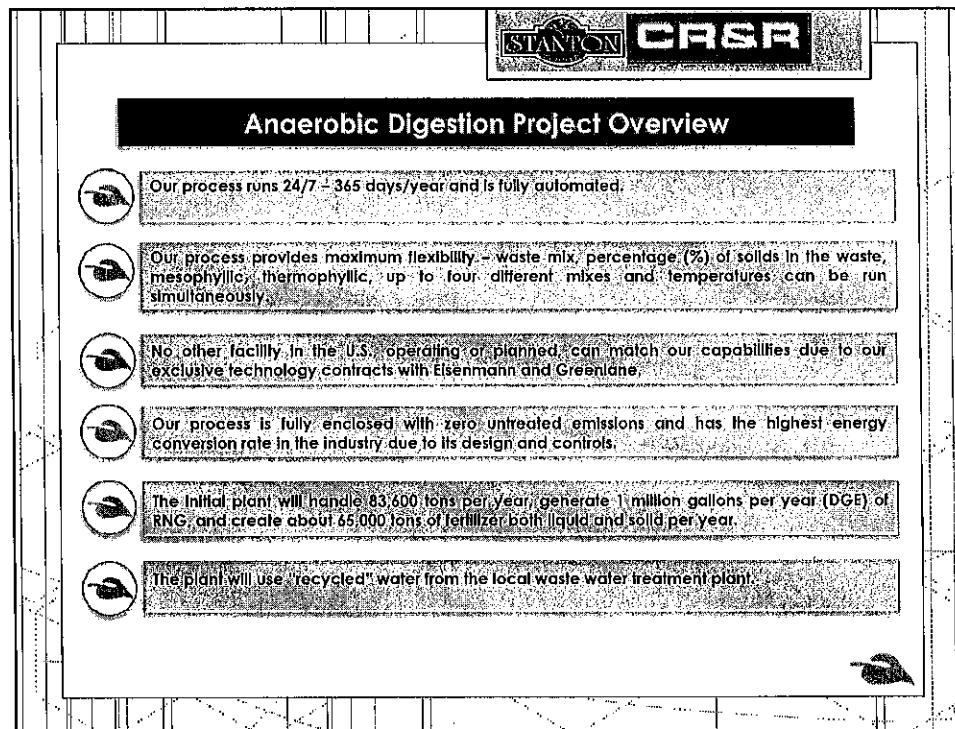 STANTON
CR&R
Anaerobic Digestion Project Overview
Our process runs 24/7 – 365 days/year and is fully automated.
Our process provides maximum flexibility – waste mix, percentage (%) of solids in the waste,
mesophyllic, thermophyllic, up to four different mixes and temperatures can be run
simultaneously.
No other facility in the U.S., operating or planned, can match our capabilities due to our
exclusive technology contracts with Eisenmann and Greenlane.
Our process is fully enclosed with zero untreated emissions and has the highest energy
conversion rate in the industry due to its design and controls.
The initial plant will handle 83,600 tons per year, generate 1 million gallons per year (DGE) of
RNG, and create about 65,000 tons of fertilizer both liquid and solid per year.
The plant will use "recycled" water from the local waste water treatment plant.